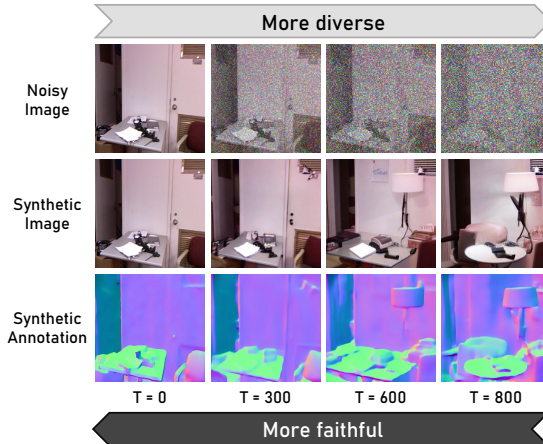 More diverse
Noisy
Image
Synthetic
Image
Synthetic
Annotation
T = 0
T = 300
T = 600
T = 800
More faithful